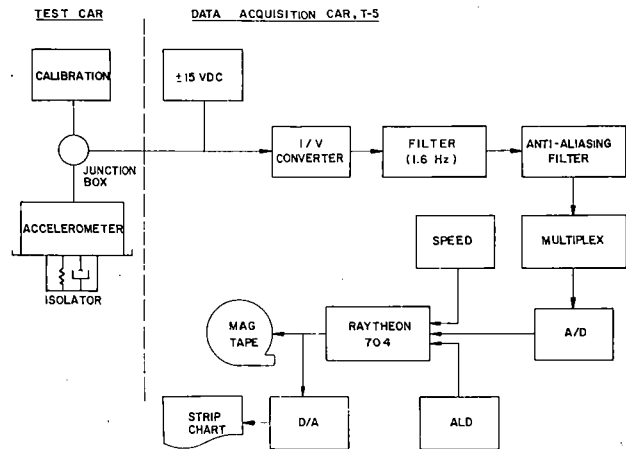 TEST CAR
DATA ACQUISITION CAR, T-5
CALIBRATION
±15 VDC
JUNCTION
BOX
I/V
CONVERTER
FILTER
(1.6 Hz)
ANTI-ALIASING
FILTER
ACCELEROMETER
ISOLATOR
SPEED
MULTIPLEX
MAG
TAPE
RAYTHEON
704
A/D
STRIP
CHART
D/A
ALD